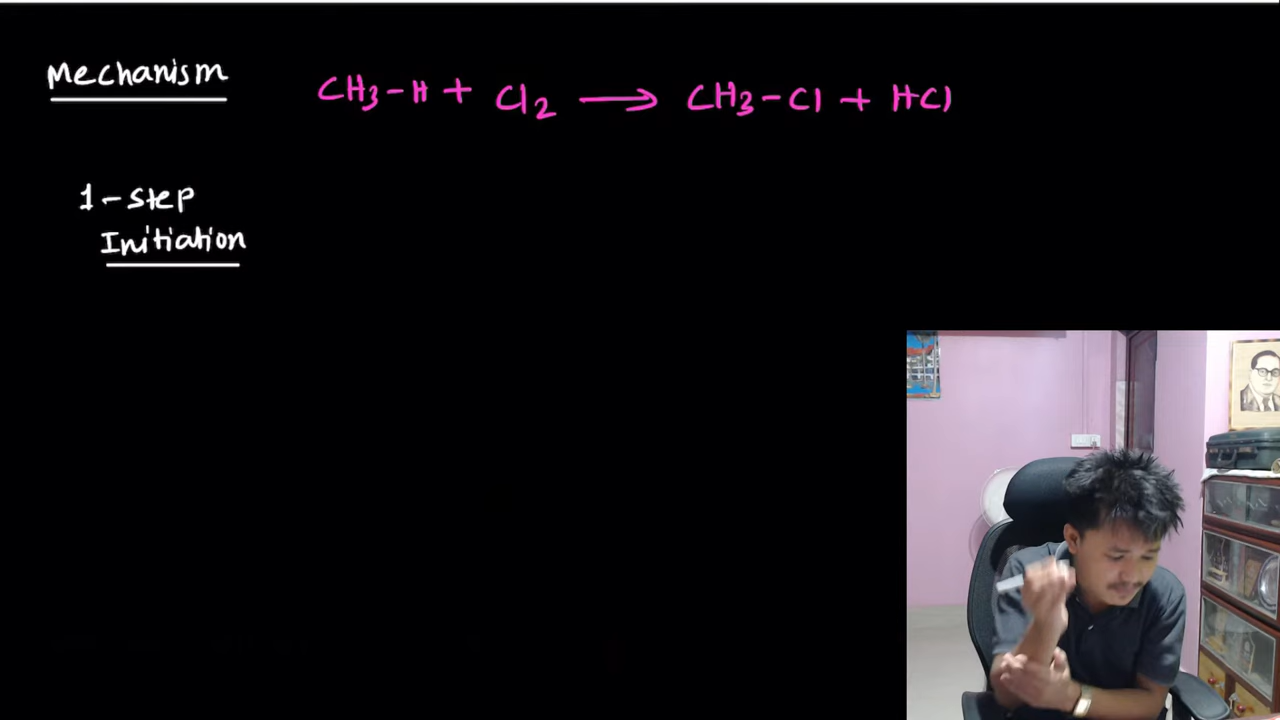 Mechanism
CH3-H + Cl2 ⟶ CH3-Cl + HCl
1-step
Initiation